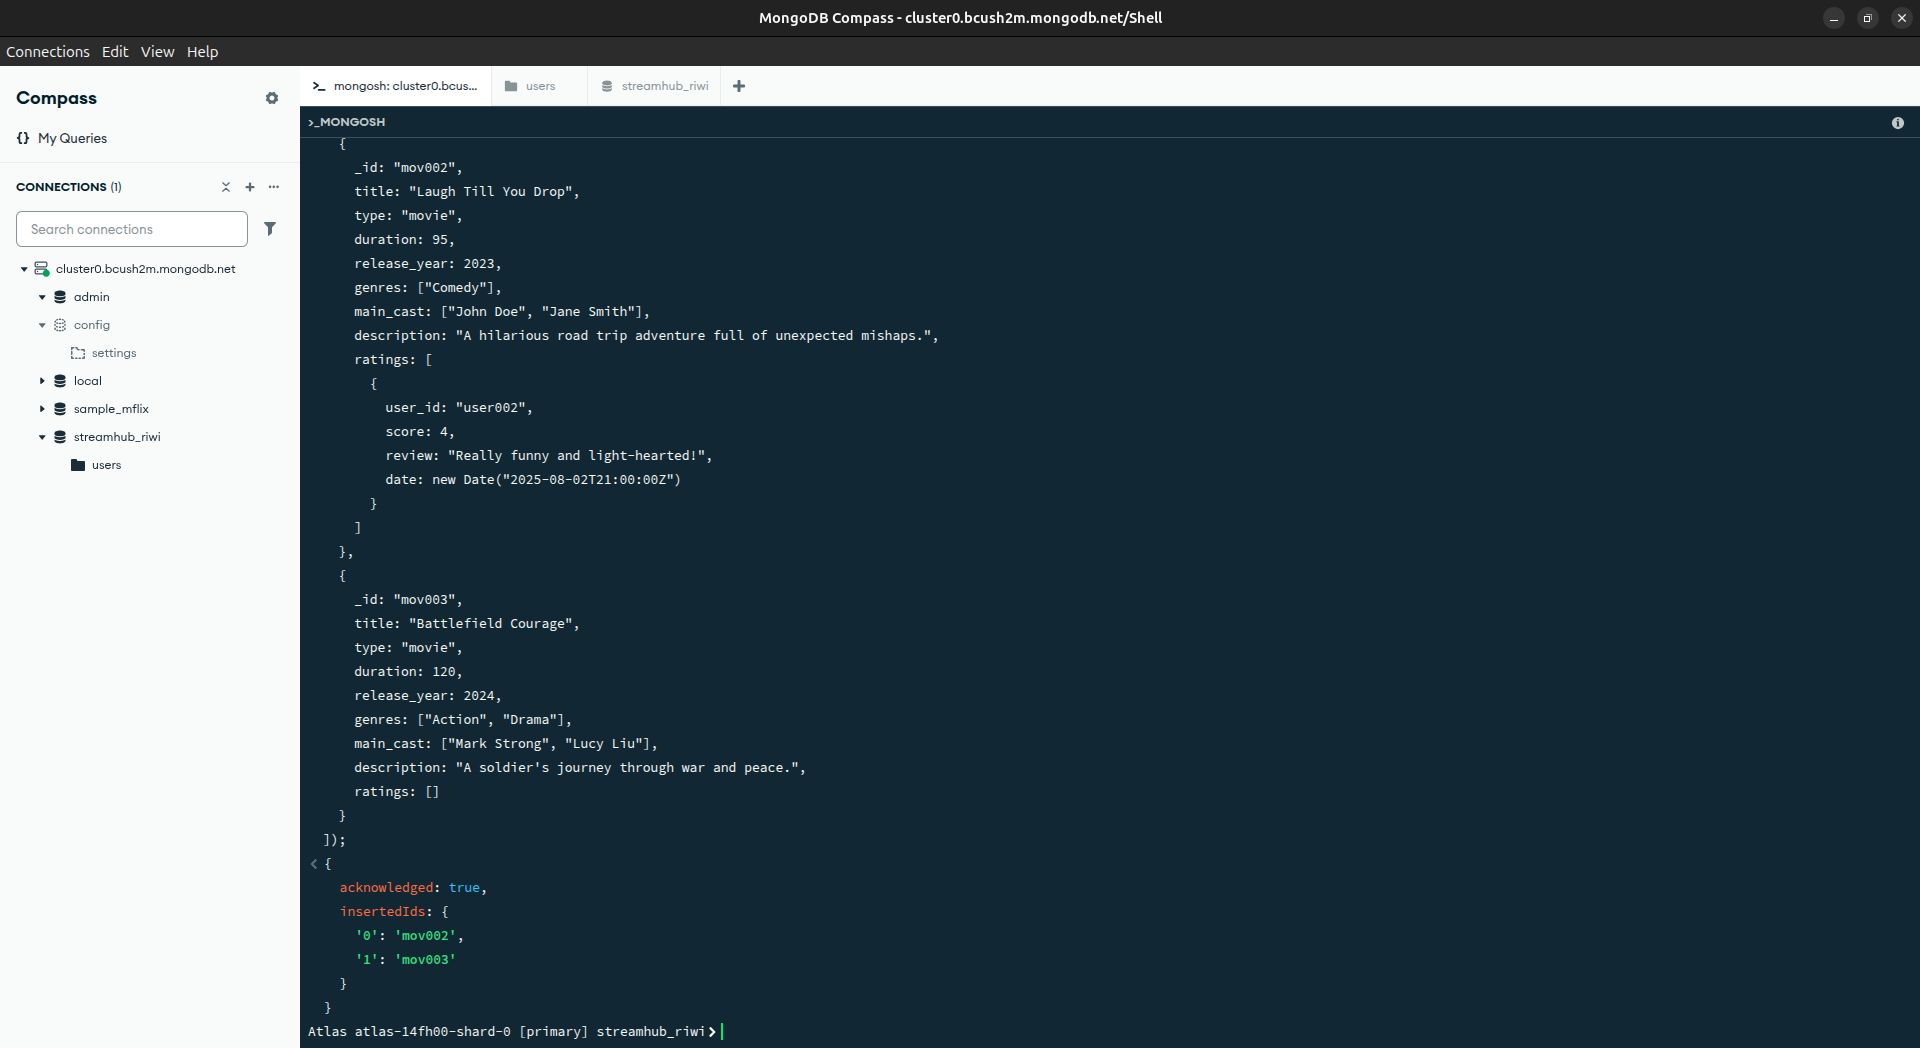 MongoDB Compass - cluster0.bcush2m.mongodb.net/Shell
Connections Edit View Help
Compass
My Queries
CONNECTIONS (1)
Search connections
cluster0.bcush2m.mongodb.net
admin
config
settings
local
sample_mflix
streamhub_riwi
users
mongosh: cluster0.bcus...
users
streamhub_riwi
>_MONGOSH
{
_id: "mov002",
title: "Laugh Till You Drop",
type: "movie",
duration: 95,
release_year: 2023,
genres: ["Comedy"],
main_cast: ["John Doe", "Jane Smith"],
description: "A hilarious road trip adventure full of unexpected mishaps.",
ratings: [
{
user_id: "user002",
score: 4,
review: "Really funny and light-hearted!",
date: new Date("2025-08-02T21:00:00Z")
}
]
},
{
_id: "mov003",
title: "Battlefield Courage",
type: "movie",
duration: 120,
release_year: 2024,
genres: ["Action", "Drama"],
main_cast: ["Mark Strong", "Lucy Liu"],
description: "A soldier's journey through war and peace.",
ratings: []
}
]);
< {
acknowledged: true,
insertedIds: {
'0': 'mov002',
'1': 'mov003'
}
}
Atlas atlas-14fh00-shard-0 [primary] streamhub_riwi>